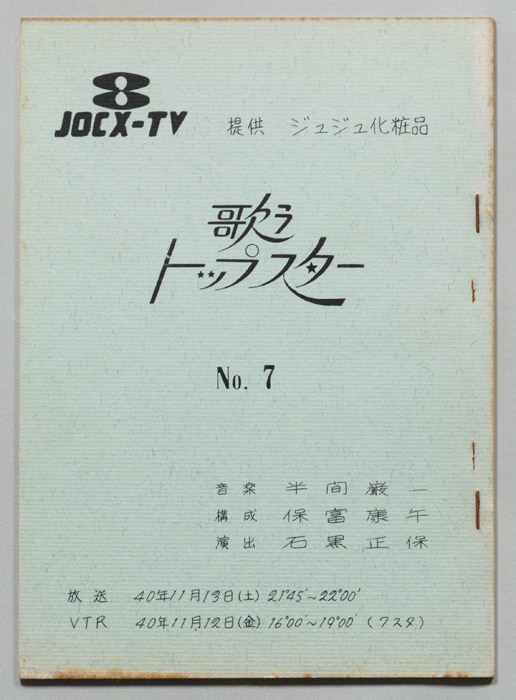 8
JOCX-TV
提供 ジュジュ化粧品
歌う
トップスター
No. 7
音楽 半間巌一
構成 保富康午
演出 石黒正保
放送 40年11月13日(土) 21°45'~22°00'
VTR 40年11月12日(金) 16°00'~19°00' (7スタ)